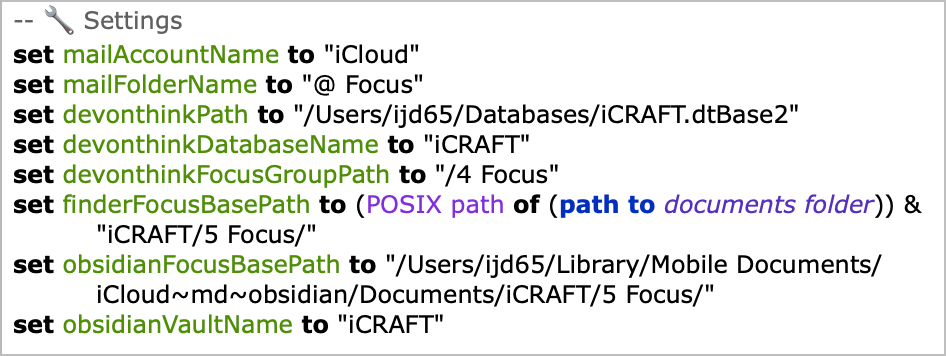 -- 🔧 Settings
set mailAccountName to "iCloud"
set mailFolderName to "@ Focus"
set devonthinkPath to "/Users/ijd65/Databases/iCRAFT.dtBase2"
set devonthinkDatabaseName to "iCRAFT"
set devonthinkFocusGroupPath to "/4 Focus"
set finderFocusBasePath to (POSIX path of (path to documents folder)) &
"iCRAFT/5 Focus/"
set obsidianFocusBasePath to "/Users/ijd65/Library/Mobile Documents/
iCloud~md~obsidian/Documents/iCRAFT/5 Focus/"
set obsidianVaultName to "iCRAFT"